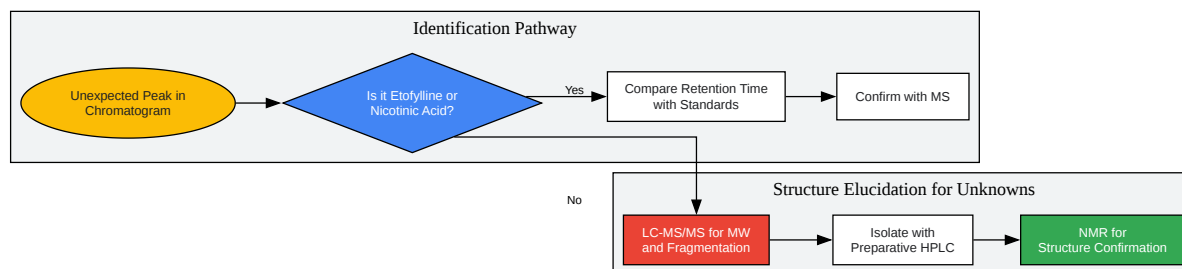 Identification Pathway
Unexpected Peak in
Chromatogram
Is it Etofylline or
Nicotinic Acid?
Yes
Compare Retention Time
with Standards
Confirm with MS
No
Structure Elucidation for Unknowns
LC-MS/MS for MW
and Fragmentation
Isolate with
Preparative HPLC
NMR for
Structure Confirmation